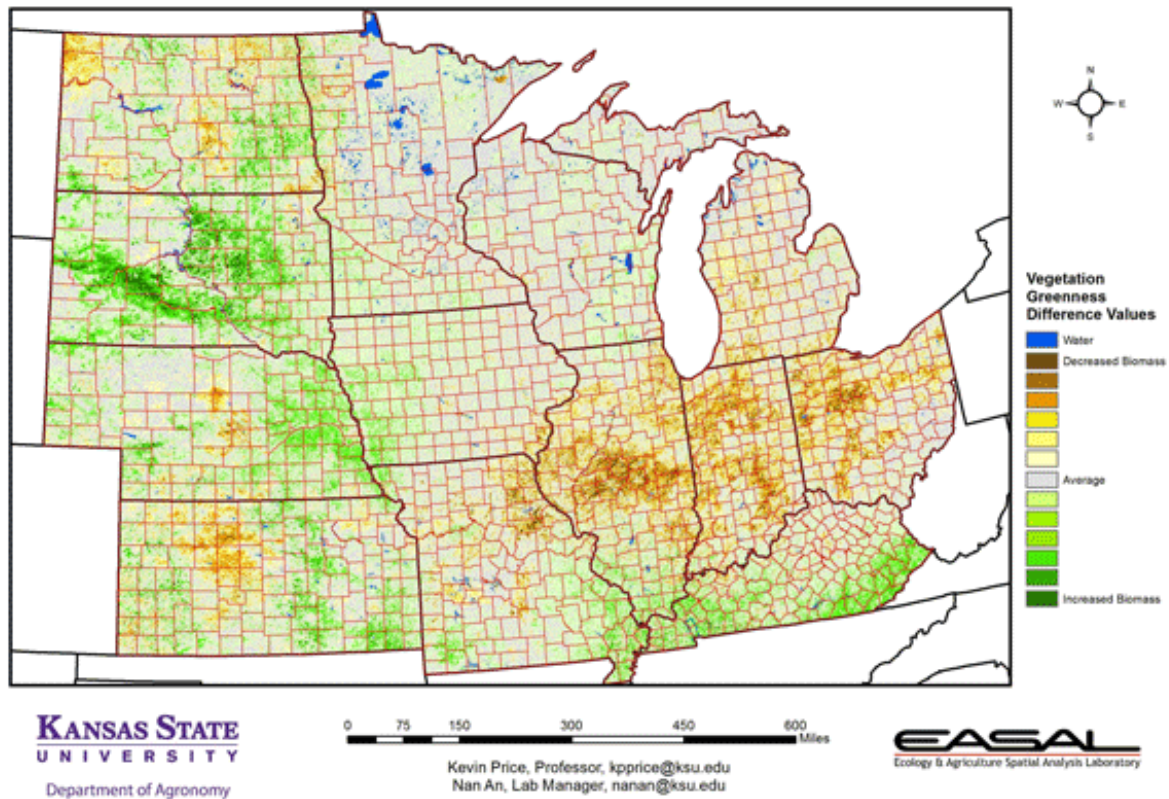 N
W E
S
Vegetation
Greenness
Difference Values
Water
Decreased Biomass
Average
Increased Biomass
KANSAS STATE
UNIVERSITY
Department of Agronomy
0 75 150 300 450 600
Miles
Kevin Price, Professor, kpprice@ksu.edu
Nan An, Lab Manager, nanan@ksu.edu
EASAL
Ecology & Agriculture Spatial Analysis Laboratory